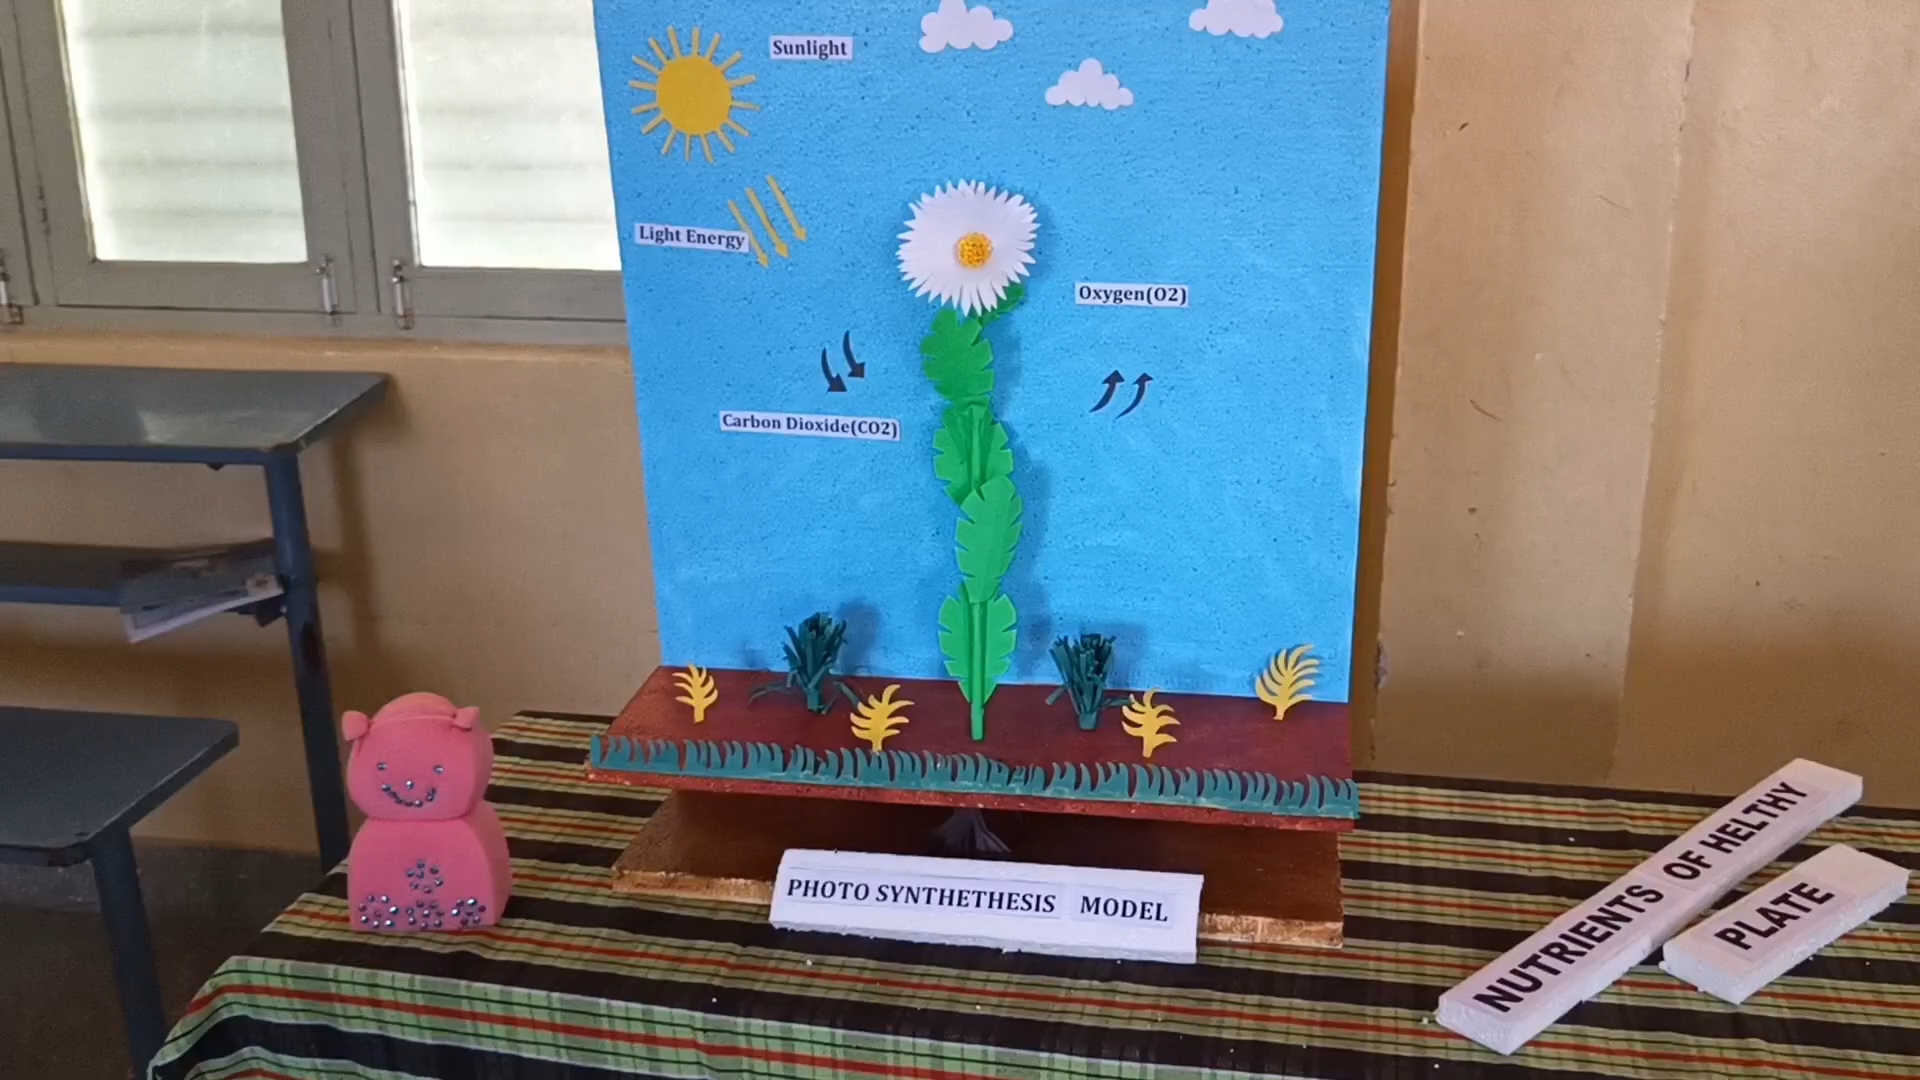 Sunlight
Light Energy
Oxygen(O2)
Carbon Dioxide(CO2)
PHOTO SYNTHETHESIS MODEL
NUTRIENTS OF HELTHY
PLATE